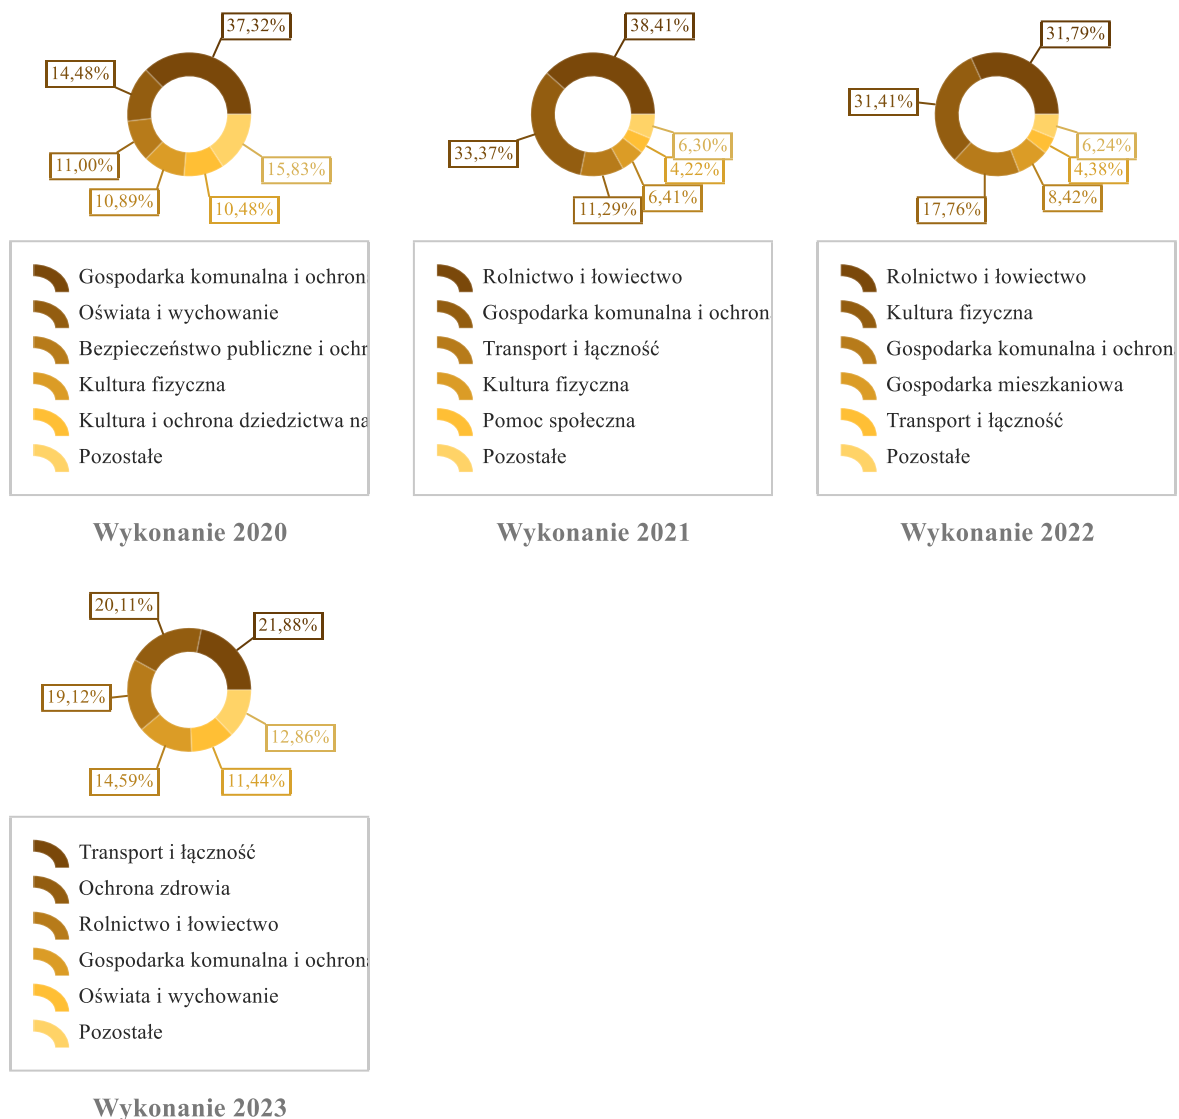 37,32%
14,48%
11,00%
10,89%
10,48%
15,83%
Gospodarka komunalna i ochron
Oświata i wychowanie
Bezpieczeństwo publiczne i ochr
Kultura fizyczna
Kultura i ochrona dziedzictwa na
Pozostałe
Wykonanie 2020
38,41%
33,37%
11,29%
6,41%
4,22%
6,30%
Rolnictwo i łowiectwo
Gospodarka komunalna i ochron
Transport i łączność
Kultura fizyczna
Pomoc społeczna
Pozostałe
Wykonanie 2021
31,79%
31,41%
17,76%
8,42%
4,38%
6,24%
Rolnictwo i łowiectwo
Kultura fizyczna
Gospodarka komunalna i ochron
Gospodarka mieszkaniowa
Transport i łączność
Pozostałe
Wykonanie 2022
21,88%
20,11%
19,12%
14,59%
11,44%
12,86%
Transport i łączność
Ochrona zdrowia
Rolnictwo i łowiectwo
Gospodarka komunalna i ochron
Oświata i wychowanie
Pozostałe
Wykonanie 2023